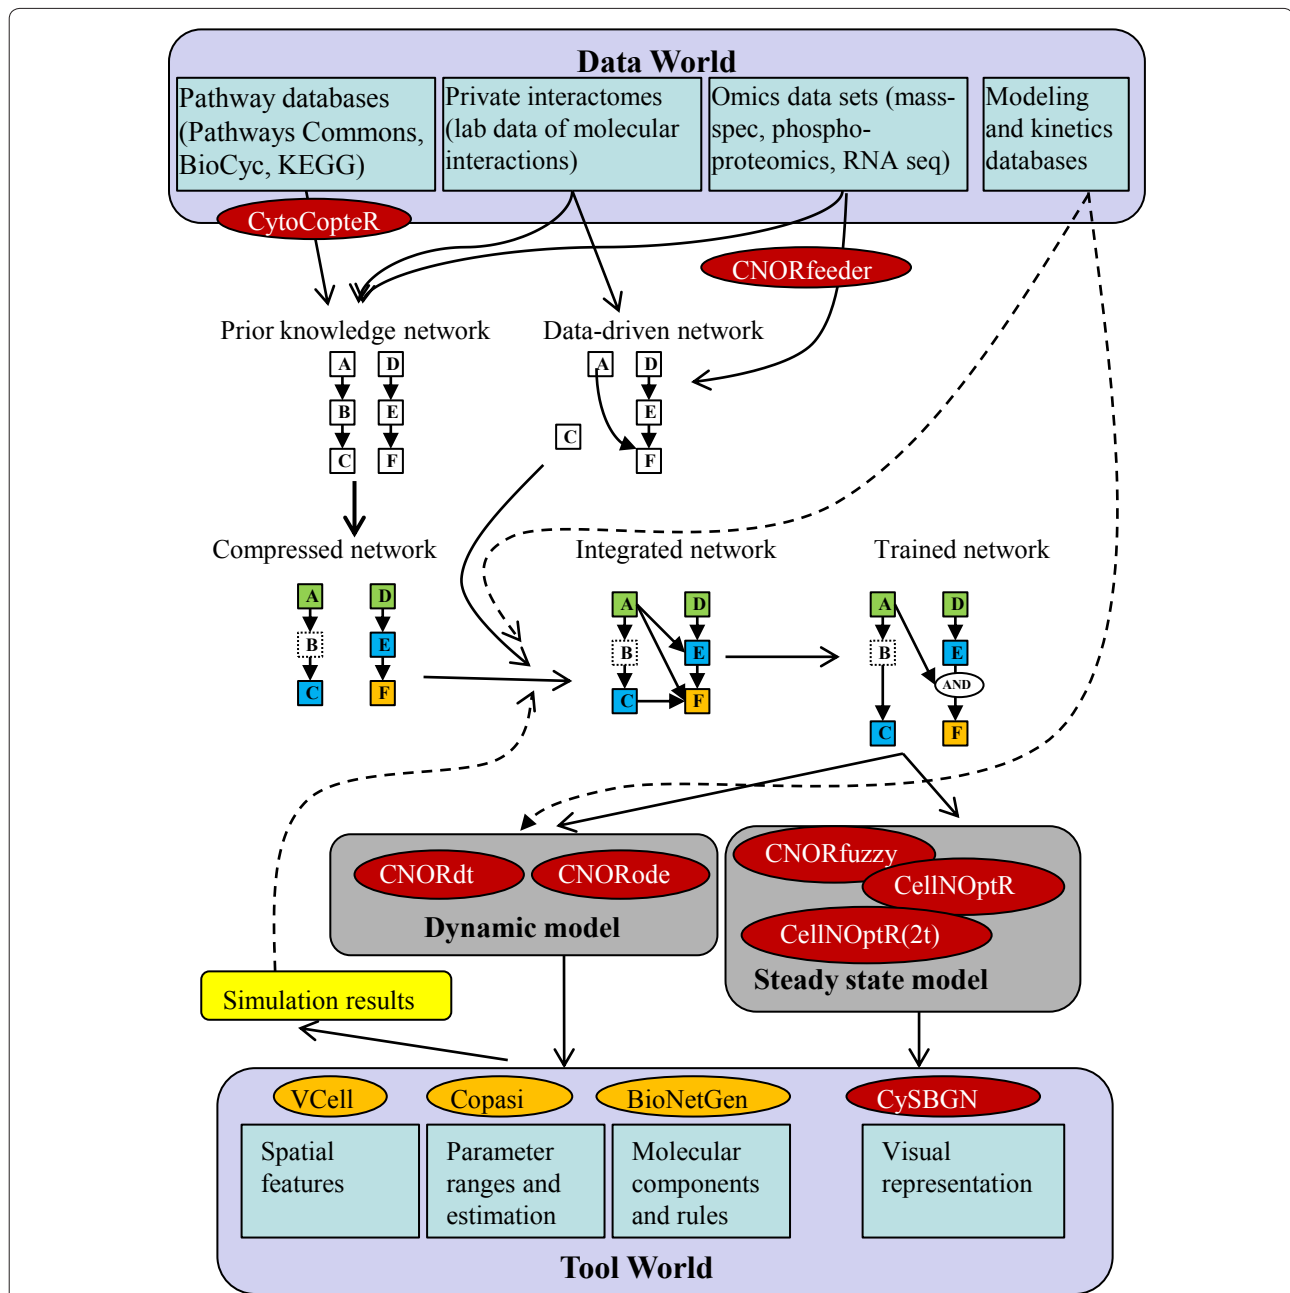 Data World
Pathway databases
(Pathways Commons,
BioCyc, KEGG)
Private interactomes
(lab data of molecular
interactions)
Omics data sets (mass-
spec, phospho-
proteomics, RNA seq)
Modeling
and kinetics
databases
CytoCopteR
CNORfeeder
Prior knowledge network
A D
B E
C F
Data-driven network
A D
E
C
F
Compressed network
A D
B E
C F
Integrated network
A D
B E
C F
Trained network
A D
B E
AND
C F
CNORdt
CNORode
Dynamic model
CNORfuzzy
CellNOptR
CellNOptR(2t)
Steady state model
Simulation results
VCell
Copasi
BioNetGen
CySBGN
Spatial
features
Parameter
ranges and
estimation
Molecular
components
and rules
Visual
representation
Tool World